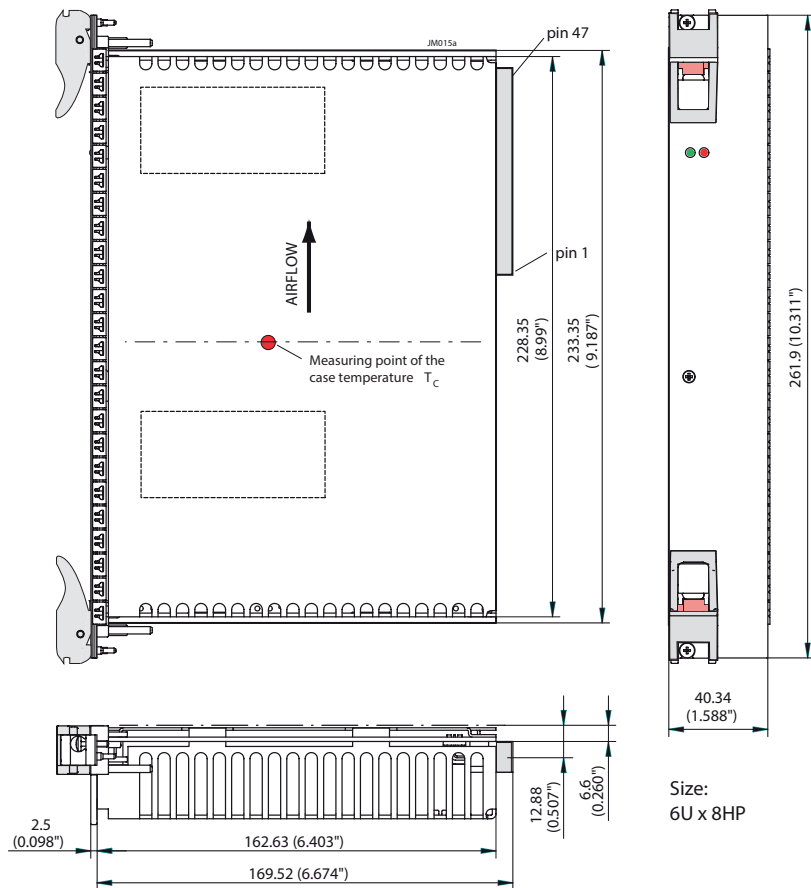 JM015a
pin 47
pin 1
AIRFLOW
Measuring point of the
case temperature T_C
228.35
(8.99")
233.35
( 9.187")
261.9 (10.311")
40.34
(1.588")
12.88
(0.507")
6.6
(0.260")
2.5
(0.098")
162.63 (6.403")
169.52 (6.674")
Size:
6U x 8HP